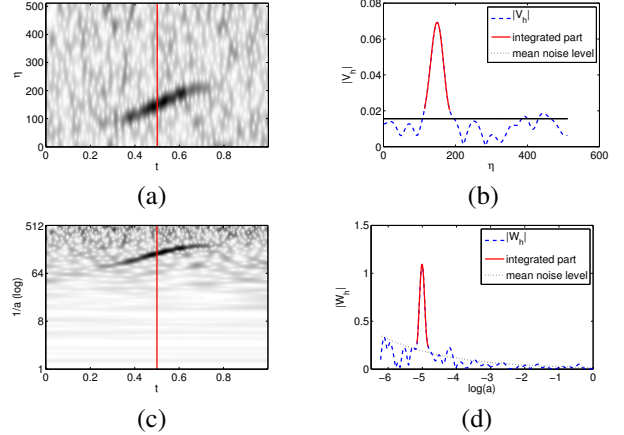 500
400
300
200
100
0
η
0 0.2 0.4 0.6 0.8
t
(a)
0.08
0.06
0.04
0.02
0
|V_h|
0 200 400 600
η
|V_h|
integrated part
mean noise level
(b)
512
64
8
1
1/a (log)
0 0.2 0.4 0.6 0.8
t
(c)
1.5
1
0.5
0
|W_h|
−6 −5 −4 −3 −2 −1 0
log(a)
|W_h|
integrated part
mean noise level
(d)